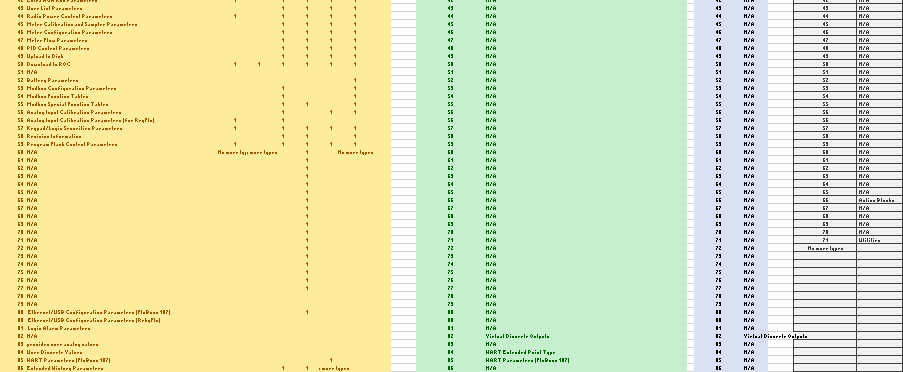 43 User List Parameters 1 1 1 1 43 N/A 43 N/A 43 N/A
44 Radio Power Control Parameters 1 1 1 1 1 44 N/A 44 N/A 44 N/A
45 Meter Calibration and Sampler Parameters 1 1 1 1 45 N/A 45 N/A 45 N/A
46 Meter Configuration Parameters 1 1 1 1 46 N/A 46 N/A 46 N/A
47 Meter Flow Parameters 1 1 1 1 47 N/A 47 N/A 47 N/A
48 PID Control Parameters 1 1 1 1 48 N/A 48 N/A 48 N/A
49 Upload to Disk 1 1 1 1 49 N/A 49 N/A 49 N/A
50 Download to ROC 1 1 1 1 1 1 50 N/A 50 N/A 50 N/A
51 N/A 51 N/A 51 N/A 51 N/A
52 Battery Parameters 1 52 N/A 52 N/A 52 N/A
53 Modbus Configuration Parameters 1 1 53 N/A 53 N/A 53 N/A
54 Modbus Function Tables 1 1 54 N/A 54 N/A 54 N/A
55 Modbus Special Function Tables 1 1 1 55 N/A 55 N/A 55 N/A
56 Analog Input Calibration Parameters 1 1 1 1 56 N/A 56 N/A 56 N/A
56 Analog Input Calibration Parameters (for RegFlo) 1 56 N/A 56 N/A 56 N/A
57 Keypad/Login Securities Parameters 1 1 1 1 1 57 N/A 57 N/A 57 N/A
58 Revision Information 1 1 1 58 N/A 58 N/A 58 N/A
59 Program Flash Control Parameters 1 1 1 1 1 59 N/A 59 N/A 59 N/A
60 N/A No more typ more types 1 No more types 60 N/A 60 N/A 60 N/A
61 N/A 1 61 N/A 61 N/A 61 N/A
62 N/A 1 62 N/A 62 N/A 62 N/A
63 N/A 1 63 N/A 63 N/A 63 N/A
64 N/A 1 64 N/A 64 N/A 64 N/A
65 N/A 1 65 N/A 65 N/A 65 N/A
66 N/A 1 66 N/A 66 N/A 66 Active Blocks
67 N/A 1 67 N/A 67 N/A 67 N/A
68 N/A 1 68 N/A 68 N/A 68 N/A
69 N/A 1 69 N/A 69 N/A 69 N/A
70 N/A 1 70 N/A 70 N/A 70 N/A
71 N/A 1 71 N/A 71 N/A 71 Utilities
72 N/A 1 72 N/A 72 N/A No more types
73 N/A 1 73 N/A 73 N/A
74 N/A 1 74 N/A 74 N/A
75 N/A 1 75 N/A 75 N/A
76 N/A 1 76 N/A 76 N/A
77 N/A 1 77 N/A 77 N/A
78 N/A 78 N/A 78 N/A
79 N/A 79 N/A 79 N/A
80 Ethernet/USB Configuration Parameters (FloBoss 107) 1 80 N/A 80 N/A
80 Ethernet/USB Configuration Parameters (RegFlo) 80 N/A 80 N/A
81 Logic Alarm Parameters 81 N/A 81 N/A
82 N/A 82 Virtual Discrete Outputs 82 Virtual Discrete Outputs
83 provides user analog values 83 N/A 83 N/A
84 User Discrete Values 84 HART Extended Point Type 84 N/A
85 HART Parameters (FloBoss 107) 1 85 HART Parameters (FloBoss 107) 85 N/A
86 Extended History Parameters 1 1 more types 86 N/A 86 N/A